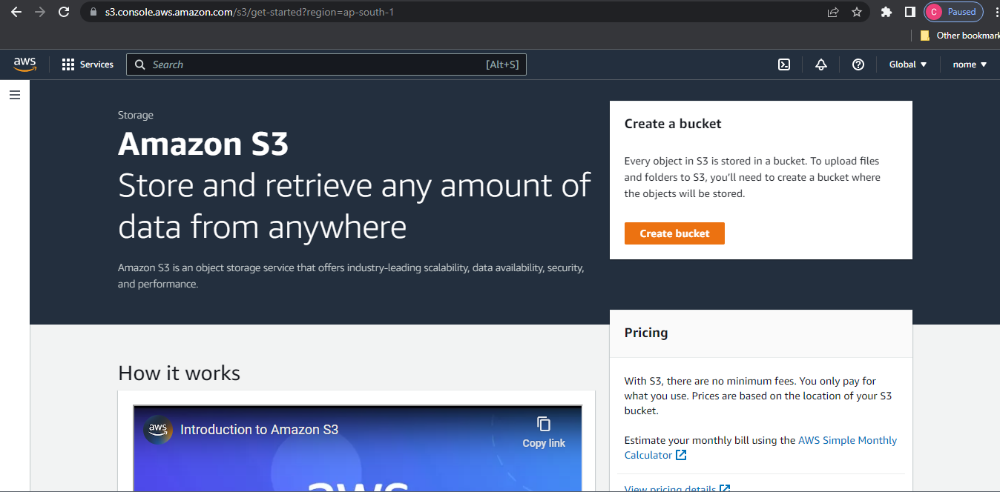 s3.console.aws.amazon.com/s3/get-started?region=ap-south-1
C Paused
Other bookmark
aws
Services
Search [Alt+S]
Global
nome
Storage
Amazon S3
Store and retrieve any amount of
data from anywhere
Amazon S3 is an object storage service that offers industry-leading scalability, data availability, security,
and performance.
Create a bucket
Every object in S3 is stored in a bucket. To upload files
and folders to S3, you'll need to create a bucket where
the objects will be stored.
Create bucket
How it works
aws Introduction to Amazon S3
Copy link
aws
Pricing
With S3, there are no minimum fees. You only pay for
what you use. Prices are based on the location of your S3
bucket.
Estimate your monthly bill using the AWS Simple Monthly
Calculator
View pricing details